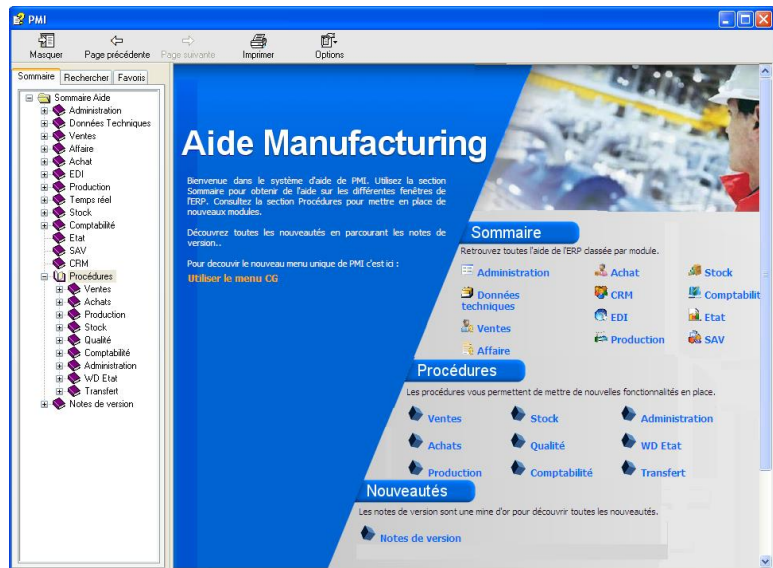 PMI
Masquer
Page précédente
Page suivante
Imprimer
Options
Sommaire
Rechercher
Favoris
Sommaire Aide
Administration
Données Techniques
Ventes
Affaire
Achat
EDI
Production
Temps réel
Stock
Comptabilité
Etat
SAV
CRM
Procédures
Ventes
Achats
Production
Stock
Qualité
Comptabilité
Administration
WD Etat
Transfert
Notes de version
Aide Manufacturing
Bienvenue dans le système d'aide de PMI. Utilisez la section
Sommaire pour obtenir de l'aide sur les différentes fenêtres de
l'ERP. Consultez la section Procédures pour mettre en place de
nouveaux modules.
Découvrez toutes les nouveautés en parcourant les notes de
version..
Pour decouvir le nouveau menu unique de PMI c'est ici :
Utiliser le menu CG
Sommaire
Retrouvez toutes l'aide de l'ERP classée par module.
Administration
Achat
Stock
Données
techniques
CRM
Comptabilit
EDI
Etat
Ventes
Production
SAV
Affaire
Procédures
Les procédures vous permettent de mettre de nouvelles fonctionnalités en place.
Ventes
Stock
Administration
Achats
Qualité
WD Etat
Production
Comptabilité
Transfert
Nouveautés
Les notes de version sont une mine d'or pour découvrir toutes les nouveautés.
Notes de version